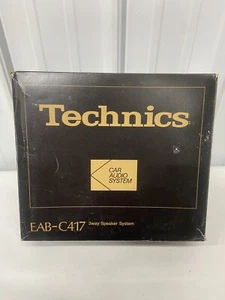 Technics
CAR
AUDIO
SYSTEM
EAB-C417 3way Speaker System